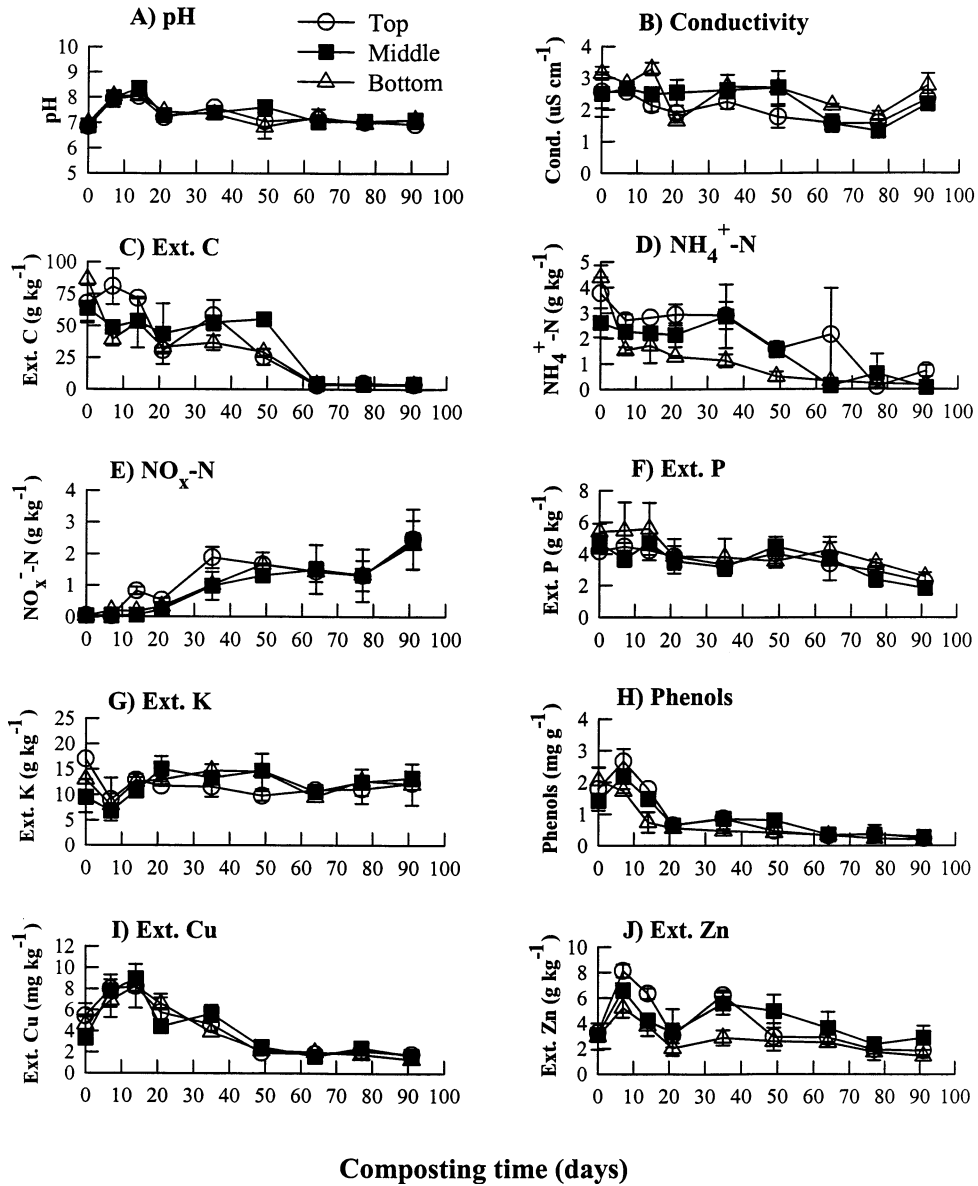 A) pH
Top
Middle
Bottom
pH
10
9
8
7
6
5
0 10 20 30 40 50 60 70 80 90 100
B) Conductivity
Cond. (uS cm⁻¹)
5
4
3
2
1
0
0 10 20 30 40 50 60 70 80 90 100
C) Ext. C
Ext. C (g kg⁻¹)
100
75
50
25
0
0 10 20 30 40 50 60 70 80 90 100
D) NH₄⁺-N
NH₄⁺-N (g kg⁻¹)
5
4
3
2
1
0
0 10 20 30 40 50 60 70 80 90 100
E) NOₓ-N
NOₓ⁻-N (g kg⁻¹)
4
3
2
1
0
0 10 20 30 40 50 60 70 80 90 100
F) Ext. P
Ext. P (g kg⁻¹)
8
6
4
2
0
0 10 20 30 40 50 60 70 80 90 100
G) Ext. K
Ext. K (g kg⁻¹)
25
20
15
10
5
0
0 10 20 30 40 50 60 70 80 90 100
H) Phenols
Phenols (mg g⁻¹)
4
3
2
1
0
0 10 20 30 40 50 60 70 80 90 100
I) Ext. Cu
Ext. Cu (mg kg⁻¹)
12
10
8
6
4
2
0
0 10 20 30 40 50 60 70 80 90 100
J) Ext. Zn
Ext. Zn (g kg⁻¹)
10
8
6
4
2
0
0 10 20 30 40 50 60 70 80 90 100
Composting time (days)